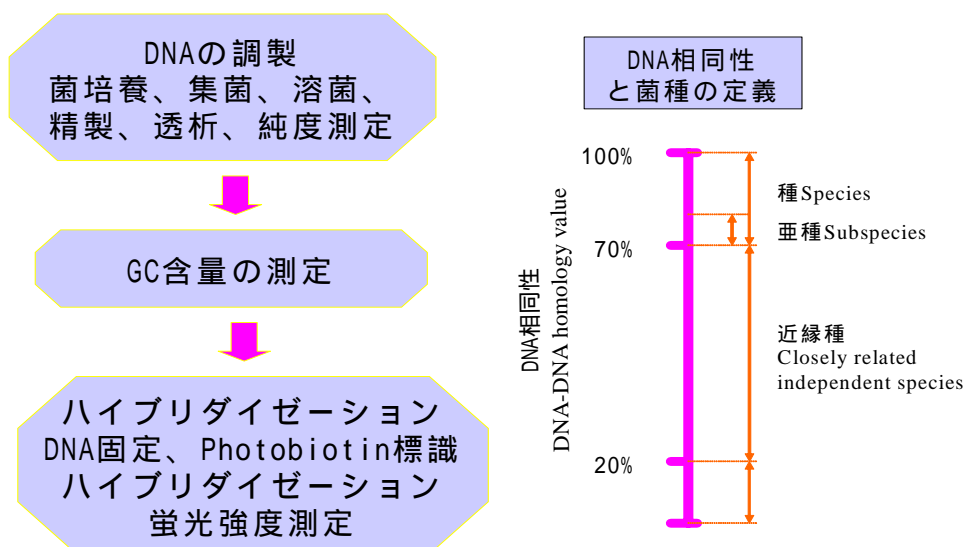 DNAの調製
菌培養、集菌、溶菌、
精製、透析、純度測定
GC含量の測定
ハイブリダイゼーション
DNA固定、Photobiotin標識
ハイブリダイゼーション
蛍光強度測定
DNA相同性
と菌種の定義
100%
70%
20%
DNA相同性
DNA-DNA homology value
種Species
亜種Subspecies
近縁種
Closely related
independent species